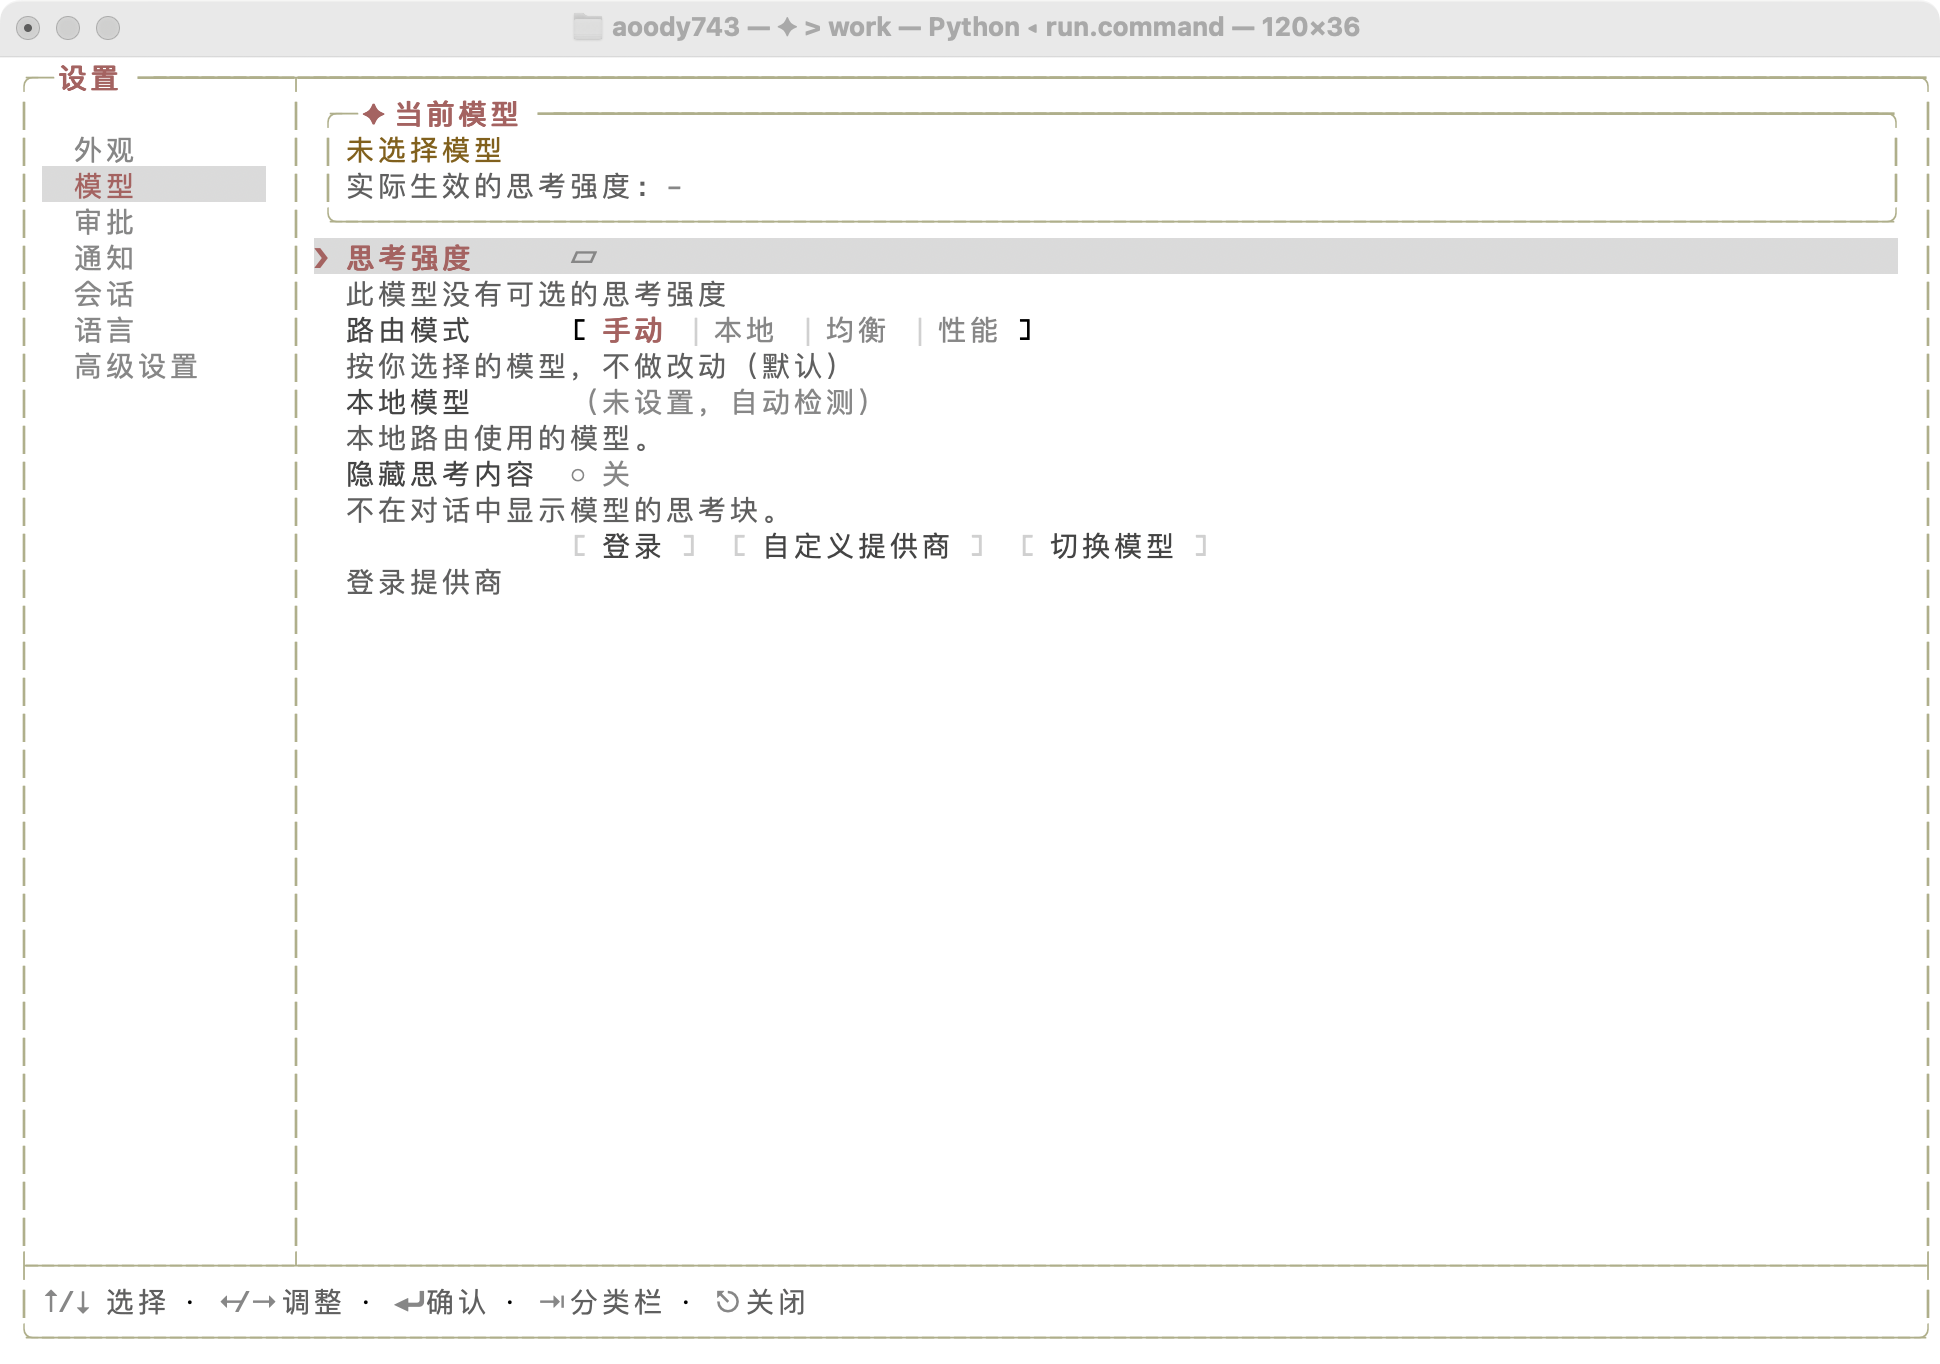 aoody743 — ✦ > work — Python ◂ run.command — 120×36
设置
外观
模型
审批
通知
会话
语言
高级设置
✦ 当前模型
未选择模型
实际生效的思考强度: –
❯ 思考强度 ▱
此模型没有可选的思考强度
路由模式 [ 手动 | 本地 | 均衡 | 性能 ]
按你选择的模型，不做改动（默认）
本地模型 （未设置，自动检测）
本地路由使用的模型。
隐藏思考内容 ○ 关
不在对话中显示模型的思考块。
[ 登录 ] [ 自定义提供商 ] [ 切换模型 ]
登录提供商
↑/↓ 选择 · ←/→ 调整 · ↵确认 · ⇥分类栏 · ⎋关闭